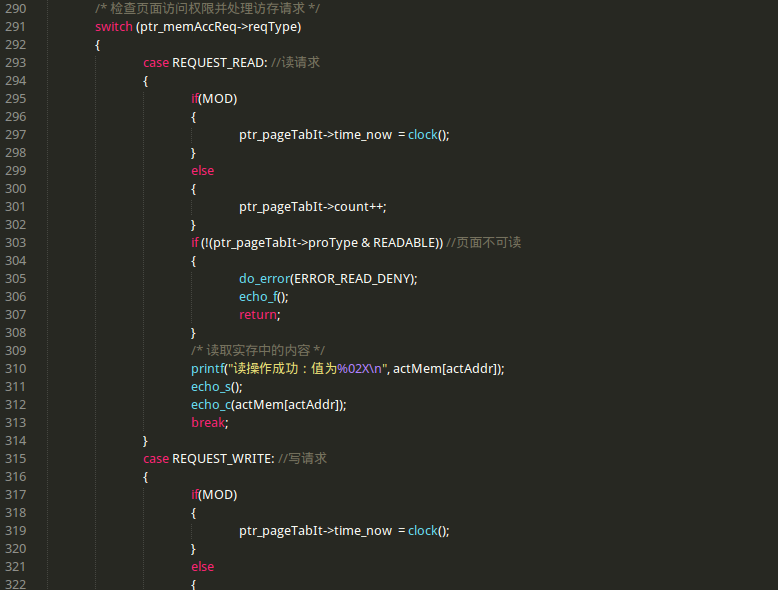 290 /* 检查页面访问权限并处理访存请求 */
291 switch (ptr_memAccReq->reqType)
292 {
293 case REQUEST_READ: //读请求
294 {
295 if(MOD)
296 {
297 ptr_pageTabIt->time_now = clock();
298 }
299 else
300 {
301 ptr_pageTabIt->count++;
302 }
303 if (!(ptr_pageTabIt->proType & READABLE)) //页面不可读
304 {
305 do_error(ERROR_READ_DENY);
306 echo_f();
307 return;
308 }
309 /* 读取实存中的内容 */
310 printf("读操作成功：值为%02X\n", actMem[actAddr]);
311 echo_s();
312 echo_c(actMem[actAddr]);
313 break;
314 }
315 case REQUEST_WRITE: //写请求
316 {
317 if(MOD)
318 {
319 ptr_pageTabIt->time_now = clock();
320 }
321 else
322 {